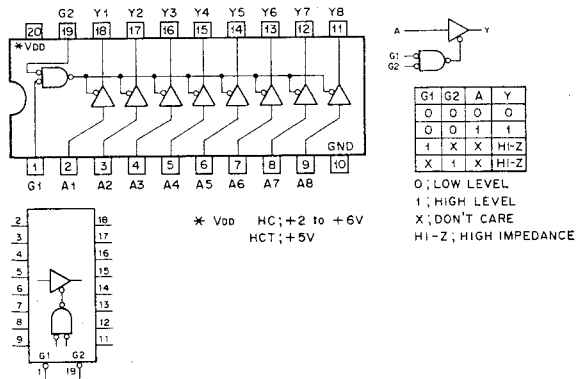 G2 Y1 Y2 Y3 Y4 Y5 Y6 Y7 Y8
20 19 18 17 16 15 14 13 12 11
* VDD
GND
1 2 3 4 5 6 7 8 9 10
G1 A1 A2 A3 A4 A5 A6 A7 A8
A Y
G1
G2
G1 G2 A Y
0 0 0 0
0 0 1 1
1 X X HI-Z
X 1 X HI-Z
0 ; LOW LEVEL
1 ; HIGH LEVEL
X ; DON'T CARE
HI-Z ; HIGH IMPEDANCE
* VDD HC ; +2 to +6V
HCT ; +5V
2 18
3 17
4 16
5 15
6 14
7 13
8 12
9 11
G1 G2
1 19